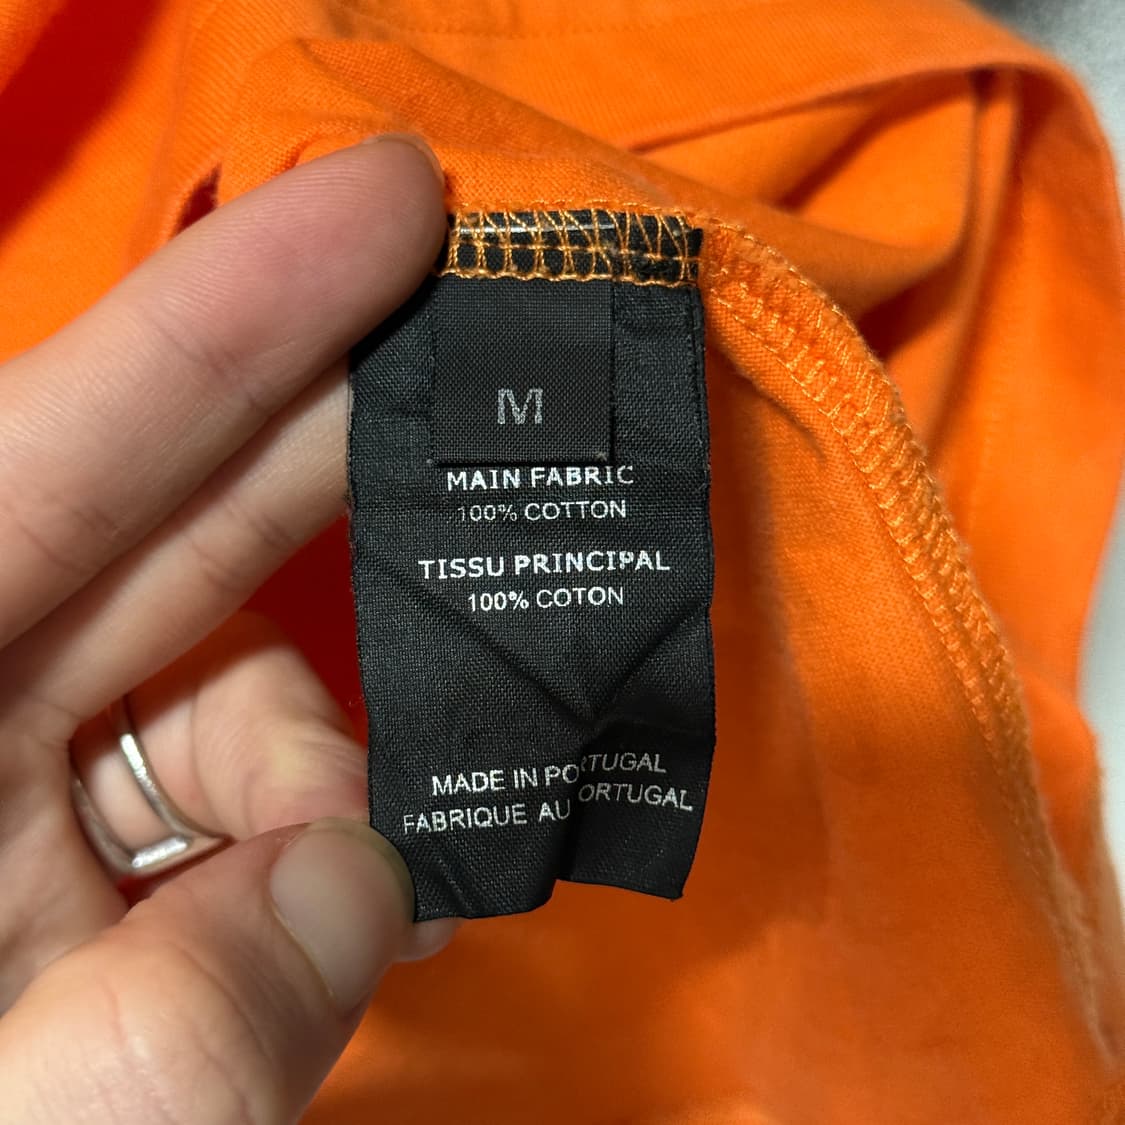 M
MAIN FABRIC
100% COTTON
TISSU PRINCIPAL
100% COTON
MADE IN PORTUGAL
FABRIQUE AU PORTUGAL